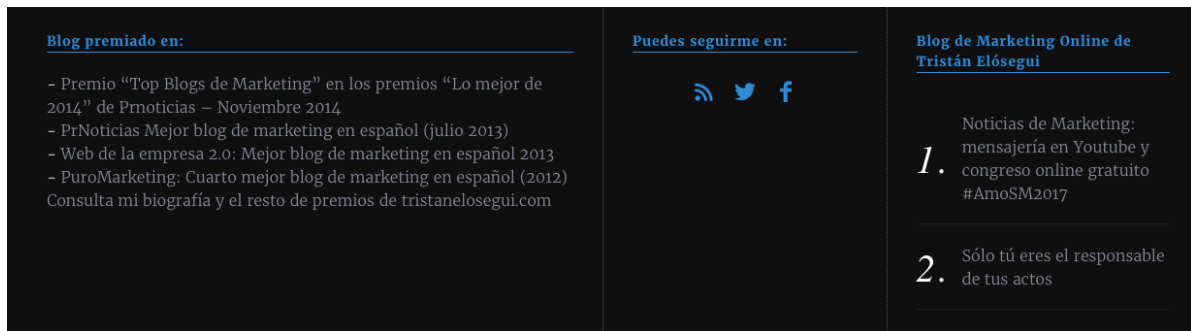 Blog premiado en:
- Premio “Top Blogs de Marketing” en los premios “Lo mejor de
2014” de Prnoticias – Noviembre 2014
- PrNoticias Mejor blog de marketing en español (julio 2013)
- Web de la empresa 2.0: Mejor blog de marketing en español 2013
- PuroMarketing: Cuarto mejor blog de marketing en español (2012)
Consulta mi biografía y el resto de premios de tristanelosegui.com
Puedes seguirme en:
Blog de Marketing Online de
Tristán Elósegui
1. Noticias de Marketing:
mensajería en Youtube y
congreso online gratuito
#AmoSM2017
2. Sólo tú eres el responsable
de tus actos